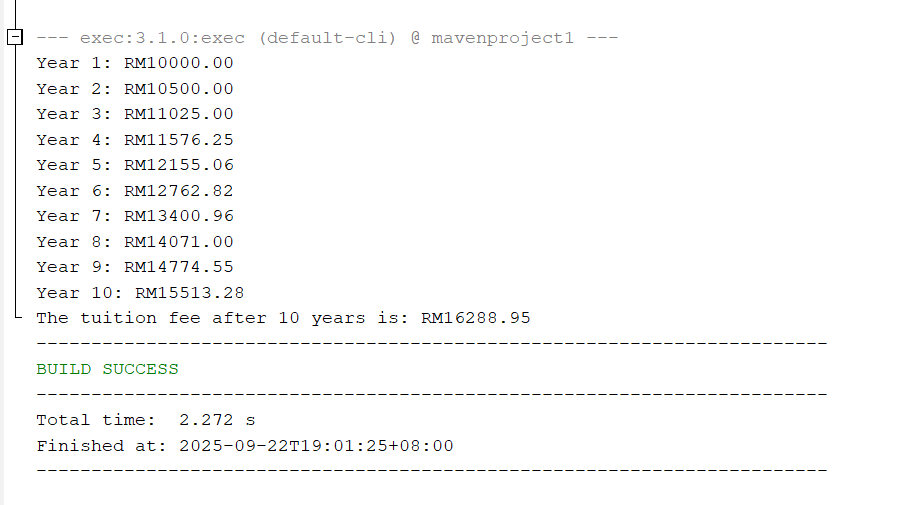 --- exec:3.1.0:exec (default-cli) @ mavenproject1 ---
Year 1: RM10000.00
Year 2: RM10500.00
Year 3: RM11025.00
Year 4: RM11576.25
Year 5: RM12155.06
Year 6: RM12762.82
Year 7: RM13400.96
Year 8: RM14071.00
Year 9: RM14774.55
Year 10: RM15513.28
The tuition fee after 10 years is: RM16288.95
------------------------------------------------------------------------
BUILD SUCCESS
------------------------------------------------------------------------
Total time:  2.272 s
Finished at: 2025-09-22T19:01:25+08:00
------------------------------------------------------------------------